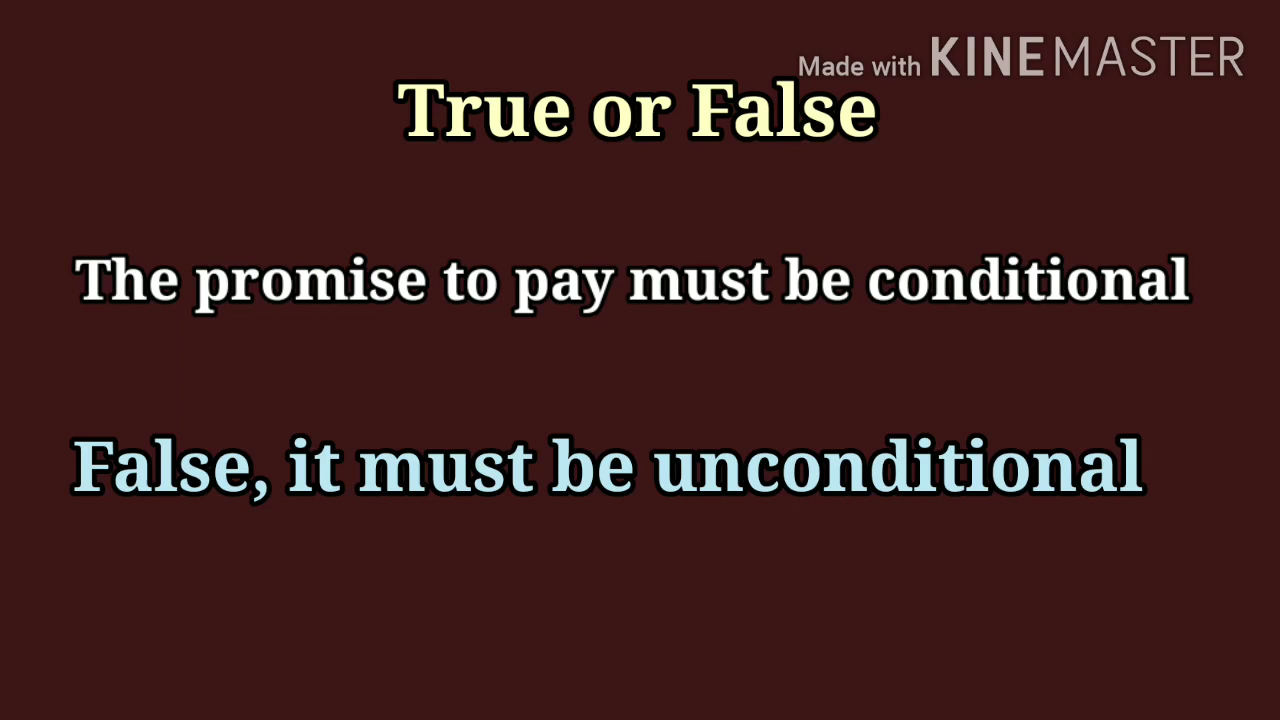 Made with KINEMASTER
True or False
The promise to pay must be conditional
False, it must be unconditional